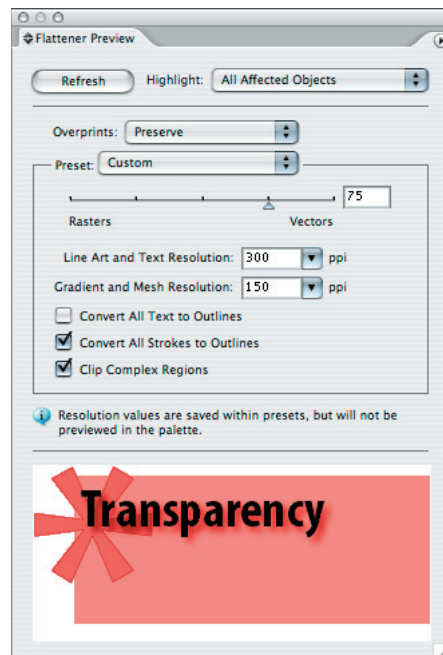 Flattener Preview
Refresh Highlight: All Affected Objects
Overprints: Preserve
Preset: Custom
75
Rasters Vectors
Line Art and Text Resolution: 300 ppi
Gradient and Mesh Resolution: 150 ppi
Convert All Text to Outlines
Convert All Strokes to Outlines
Clip Complex Regions
Resolution values are saved within presets, but will not be
previewed in the palette.
Transparency